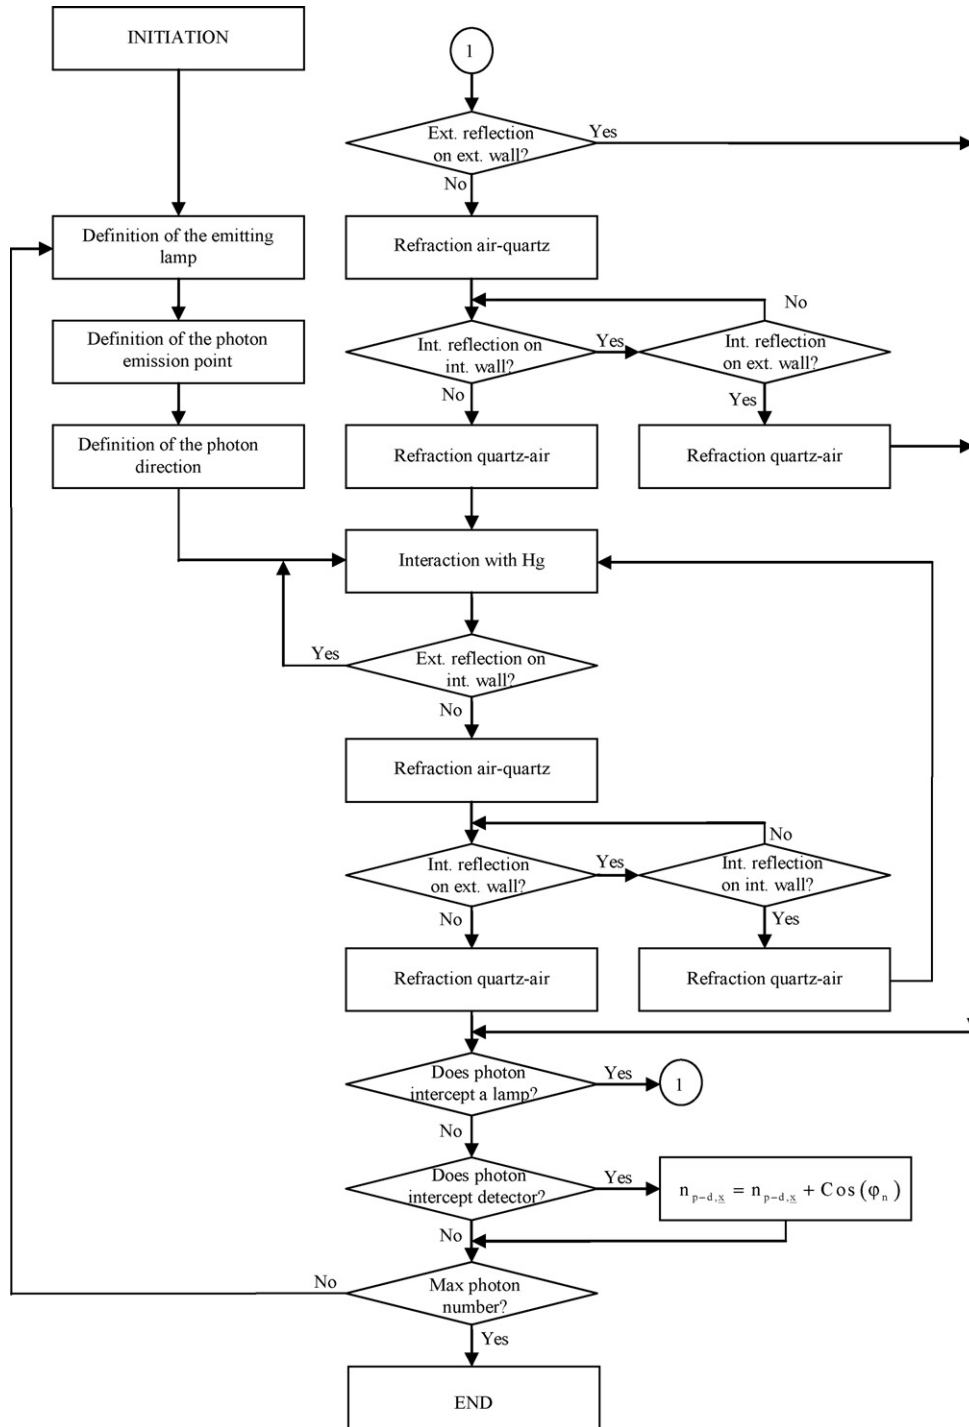 INITIATION
Definition of the emitting
lamp
Definition of the photon
emission point
Definition of the photon
direction
1
Ext. reflection
on ext. wall?
Yes
No
Refraction air-quartz
Int. reflection on
int. wall?
Yes
No
Int. reflection
on ext. wall?
No
Yes
Refraction quartz-air
Refraction quartz-air
Interaction with Hg
Ext. reflection on
int. wall?
Yes
No
Refraction air-quartz
Int. reflection
on ext. wall?
Yes
No
Int. reflection
on int. wall?
No
Yes
Refraction quartz-air
Refraction quartz-air
Does photon
intercept a lamp?
Yes
1
No
Does photon
intercept detector?
Yes
n_{p-d,x} = n_{p-d,x} + Cos(φ_n)
No
Max photon
number?
No
Yes
END